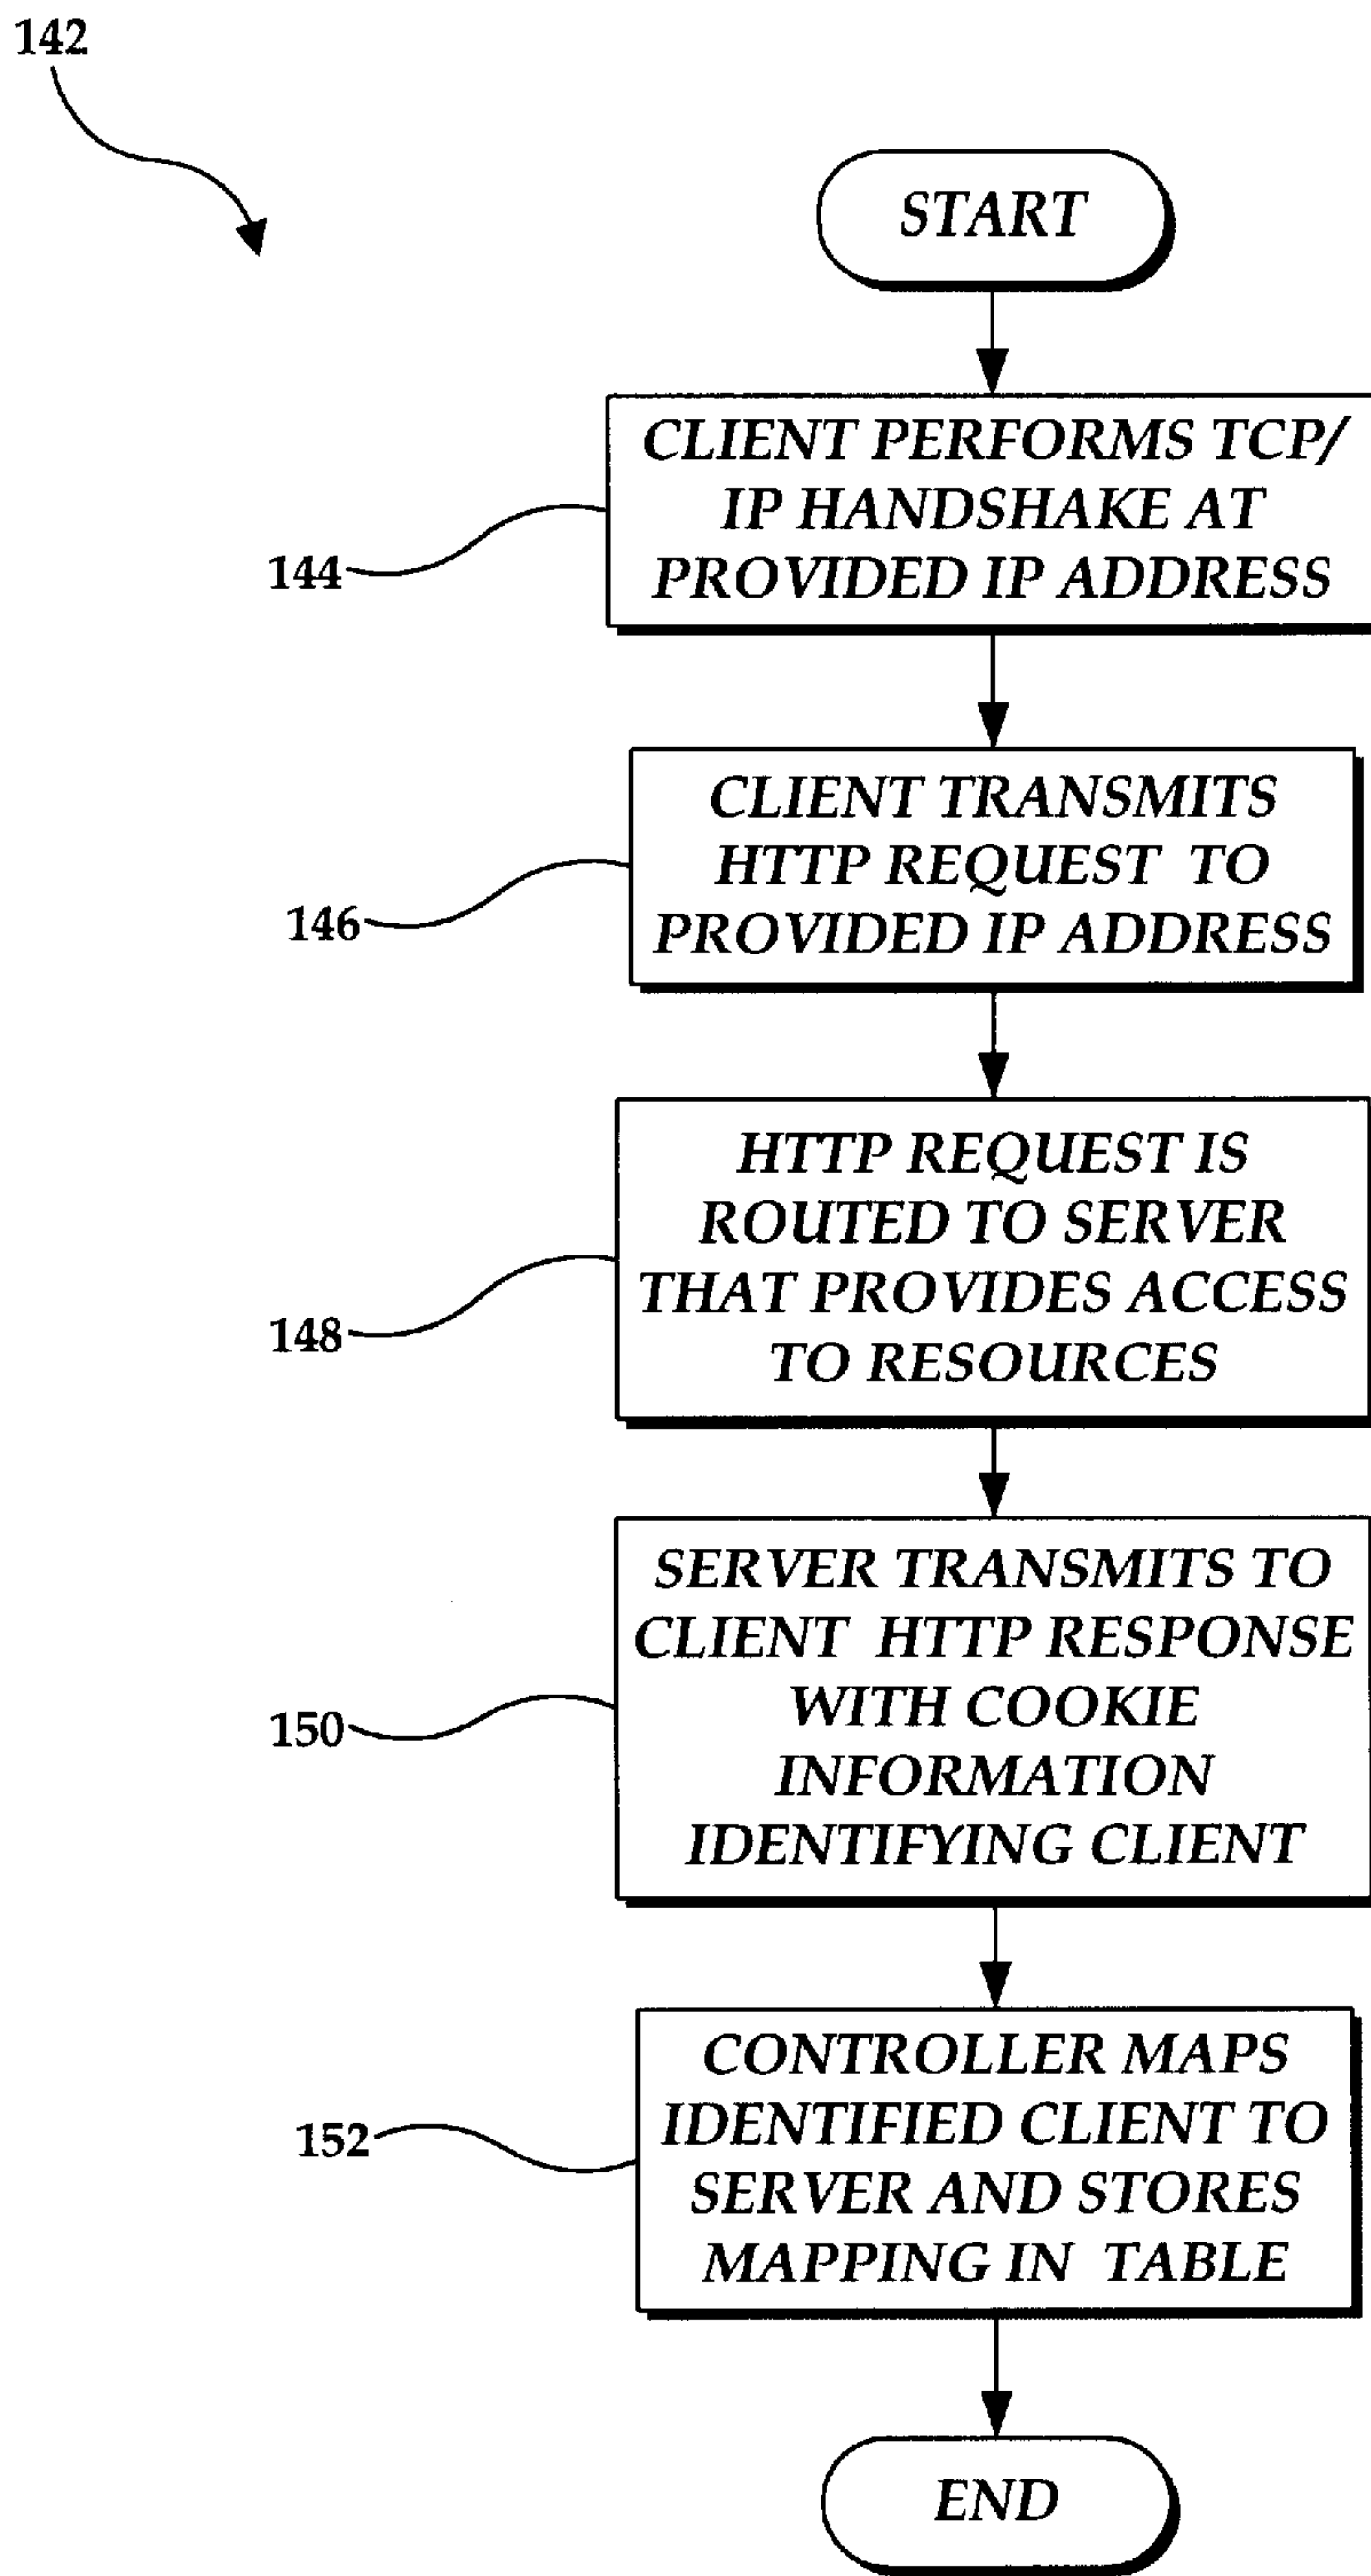 142
START
CLIENT PERFORMS TCP/
IP HANDSHAKE AT
PROVIDED IP ADDRESS
144
CLIENT TRANSMITS
HTTP REQUEST TO
PROVIDED IP ADDRESS
146
HTTP REQUEST IS
ROUTED TO SERVER
THAT PROVIDES ACCESS
TO RESOURCES
148
SERVER TRANSMITS TO
CLIENT HTTP RESPONSE
WITH COOKIE
INFORMATION
IDENTIFYING CLIENT
150
CONTROLLER MAPS
IDENTIFIED CLIENT TO
SERVER AND STORES
MAPPING IN TABLE
152
END